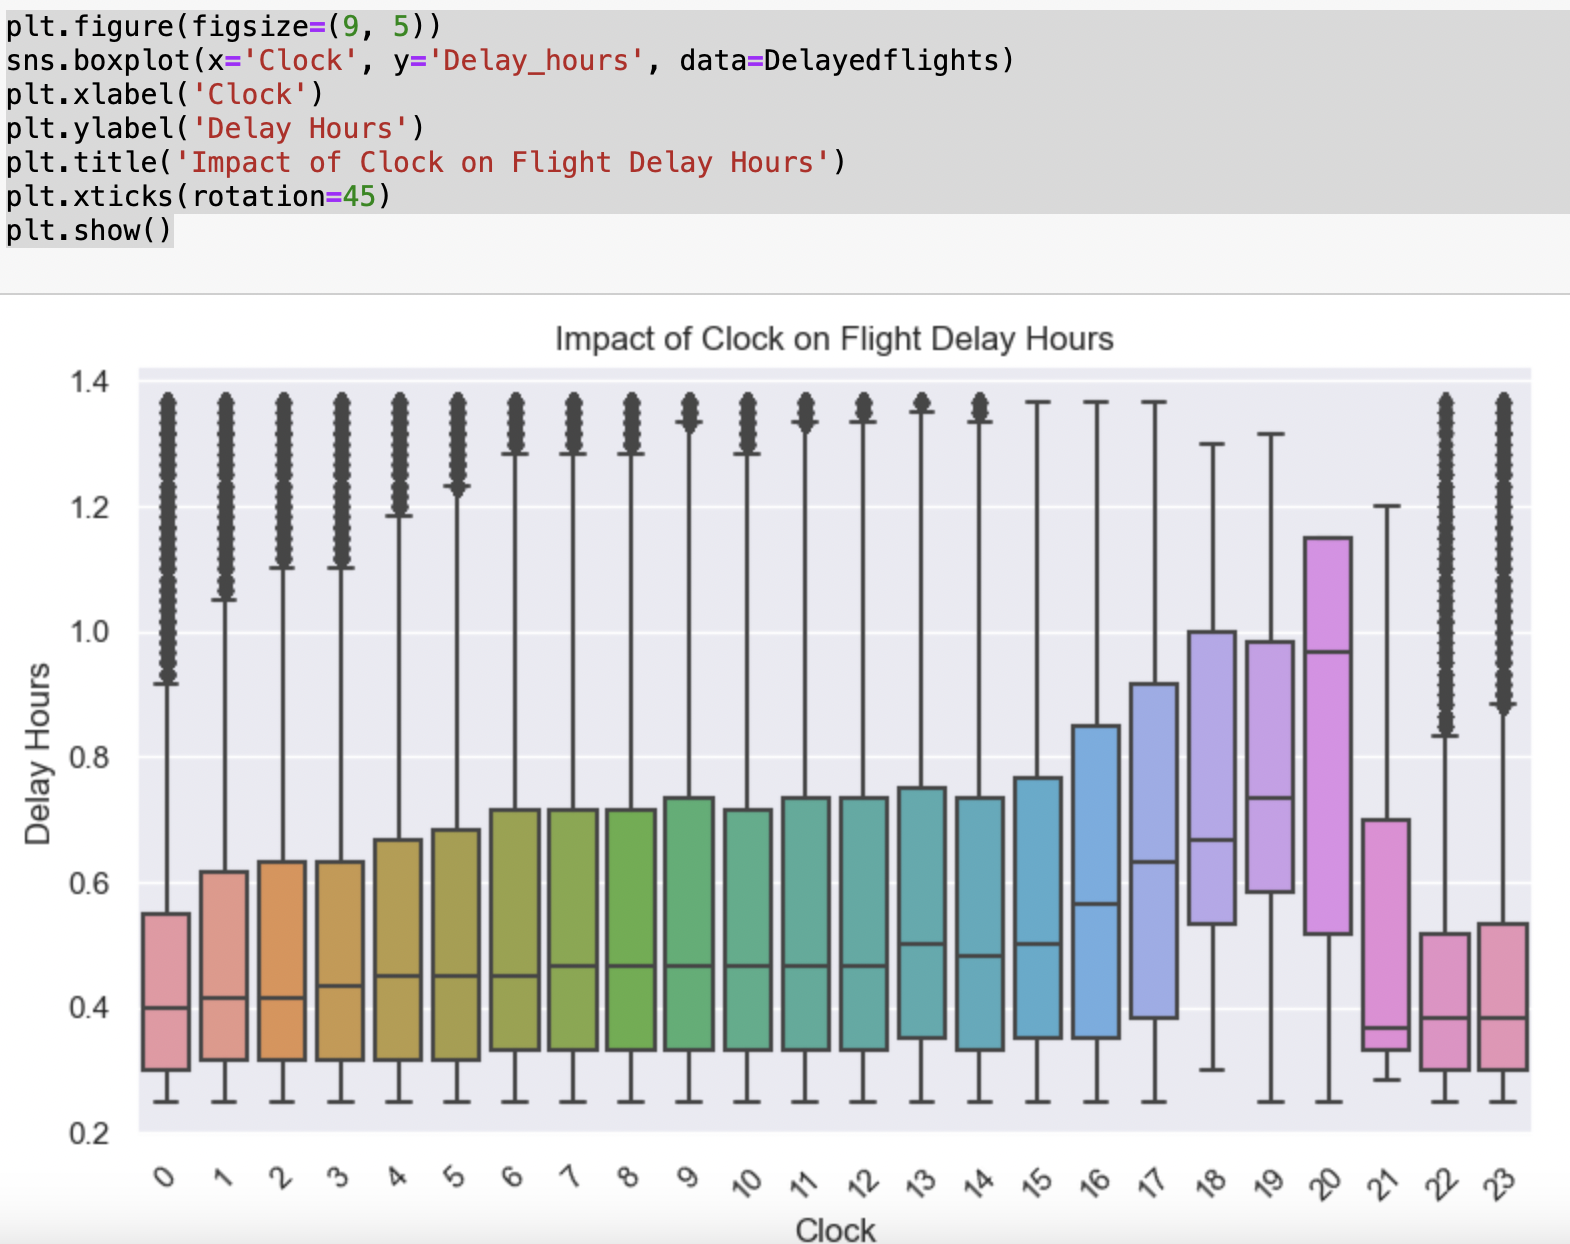 plt.figure(figsize=(9, 5))
sns.boxplot(x='Clock', y='Delay_hours', data=Delayedflights)
plt.xlabel('Clock')
plt.ylabel('Delay Hours')
plt.title('Impact of Clock on Flight Delay Hours')
plt.xticks(rotation=45)
plt.show()
Impact of Clock on Flight Delay Hours
1.4
1.2
1.0
0.8
0.6
0.4
0.2
Delay Hours
0 1 2 3 4 5 6 7 8 9 10 11 12 13 14 15 16 17 18 19 20 21 22 23
Clock